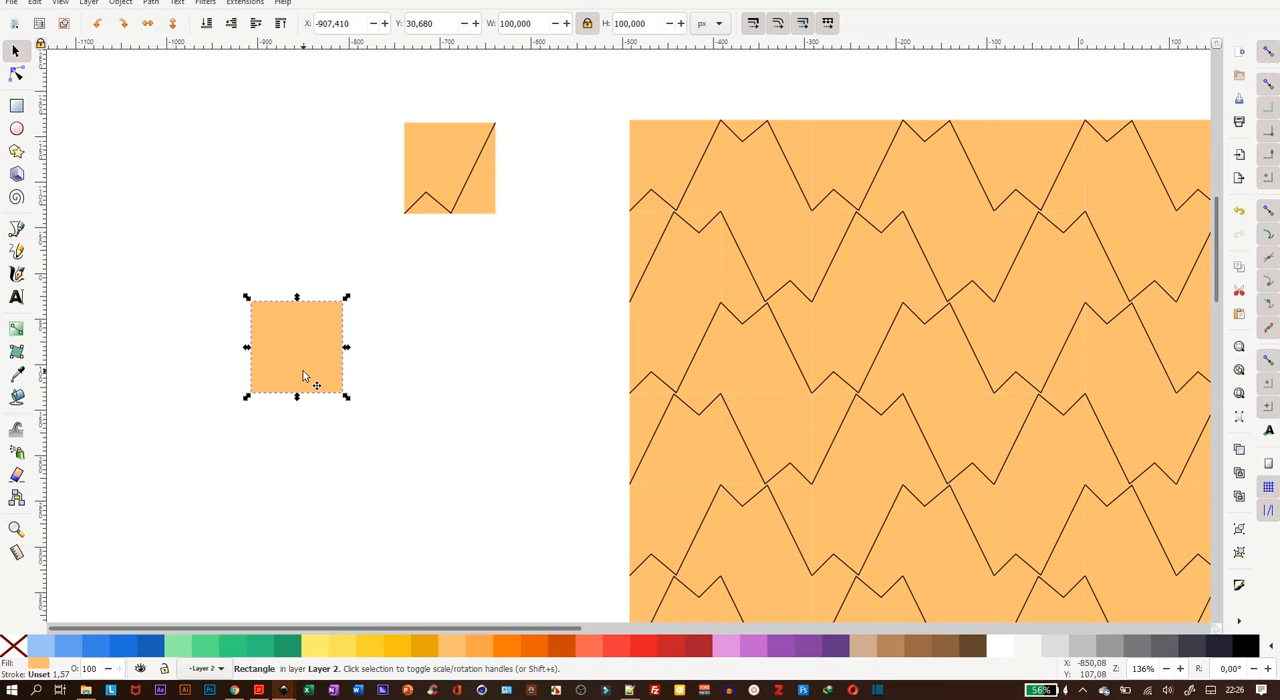 File Edit View Layer Object Path Text Filters Extensions Help
X: -907,410 Y: 30,680 W: 100,000 H: 100,000 px
-1100 -1000 -900 -800 -700 -600 -500 -400 -300 -200 -100 0 100
Fill:
Stroke: Unset 1,57
O: 100
Layer 2
Rectangle in layer Layer 2. Click selection to toggle scale/rotation handles (or Shift+s).
X: -850,08
Y: 107,08
Z: 136%
R: 0,00°
56%
22:26